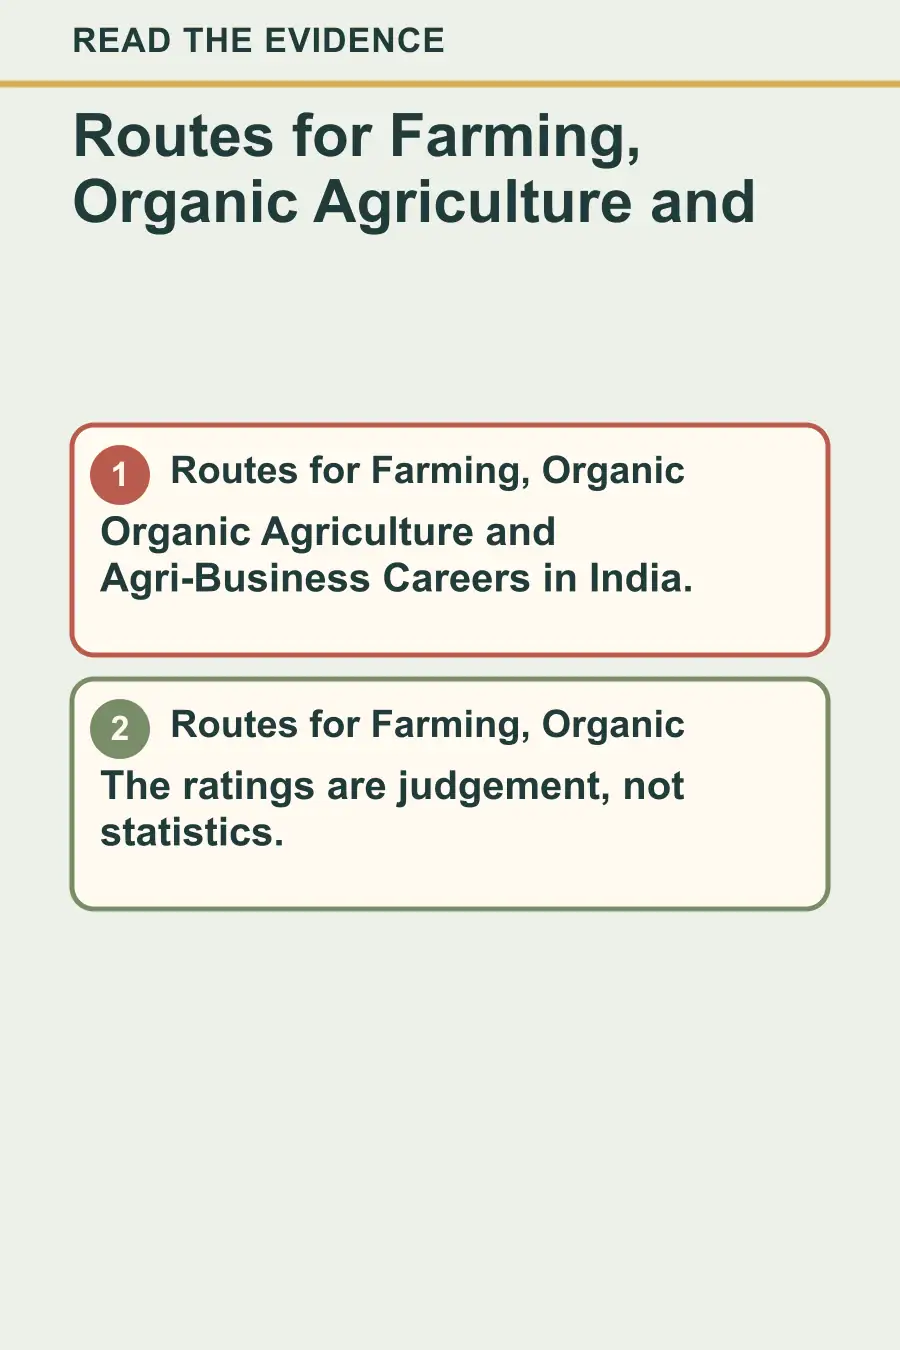 READ THE EVIDENCE
Routes for Farming,
Organic Agriculture and
1
Routes for Farming, Organic
Organic Agriculture and
Agri-Business Careers in India.
2
Routes for Farming, Organic
The ratings are judgement, not
statistics.